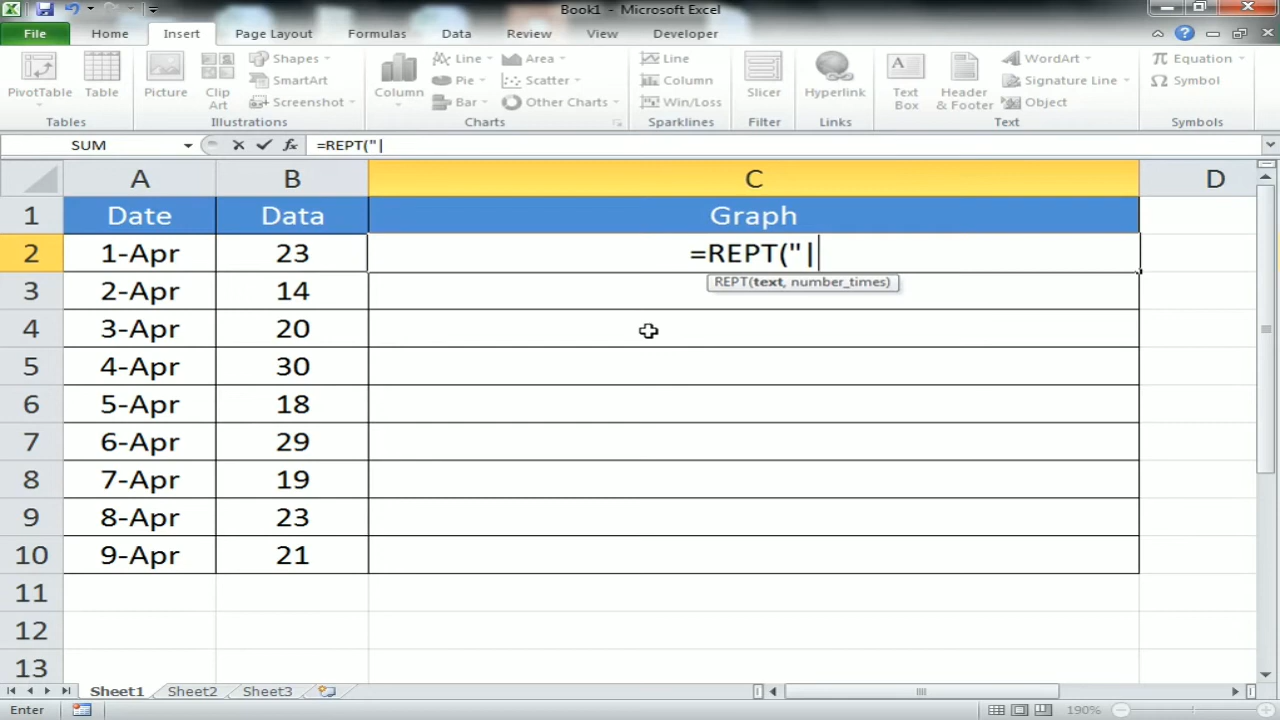 Book1 - Microsoft Excel
File Home Insert Page Layout Formulas Data Review View Developer
PivotTable Table Picture Clip Art Shapes SmartArt Screenshot Column Line Pie Bar Area Scatter Other Charts Line Column Win/Loss Slicer Hyperlink Text Box Header & Footer WordArt Signature Line Object Equation Symbol
Tables Illustrations Charts Sparklines Filter Links Text Symbols
SUM fx =REPT("|
A B C D
1 Date Data Graph
2 1-Apr 23 =REPT("|
REPT(text, number_times)
3 2-Apr 14
4 3-Apr 20
5 4-Apr 30
6 5-Apr 18
7 6-Apr 29
8 7-Apr 19
9 8-Apr 23
10 9-Apr 21
11
12
13
Sheet1 Sheet2 Sheet3
Enter 190%